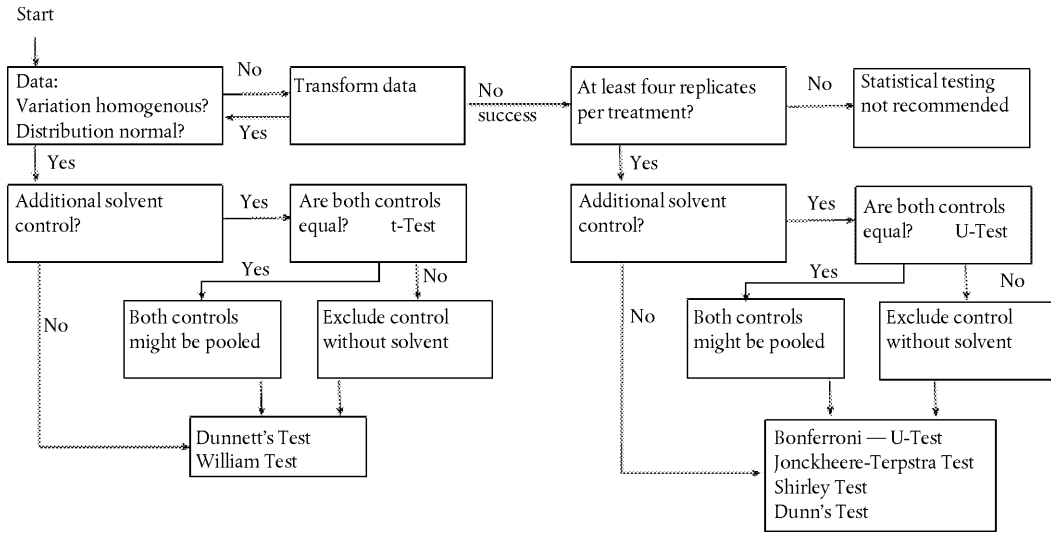 Start
Data:
Variation homogenous?
Distribution normal?
No
Yes
Transform data
No
success
At least four replicates
per treatment?
No
Statistical testing
not recommended
Yes
Yes
Additional solvent
control?
Yes
Are both controls
equal? t-Test
Additional solvent
control?
Yes
Are both controls
equal? U-Test
Yes
No
Yes
No
No
Both controls
might be pooled
Exclude control
without solvent
No
Both controls
might be pooled
Exclude control
without solvent
Dunnett's Test
William Test
Bonferroni — U-Test
Jonckheere-Terpstra Test
Shirley Test
Dunn's Test